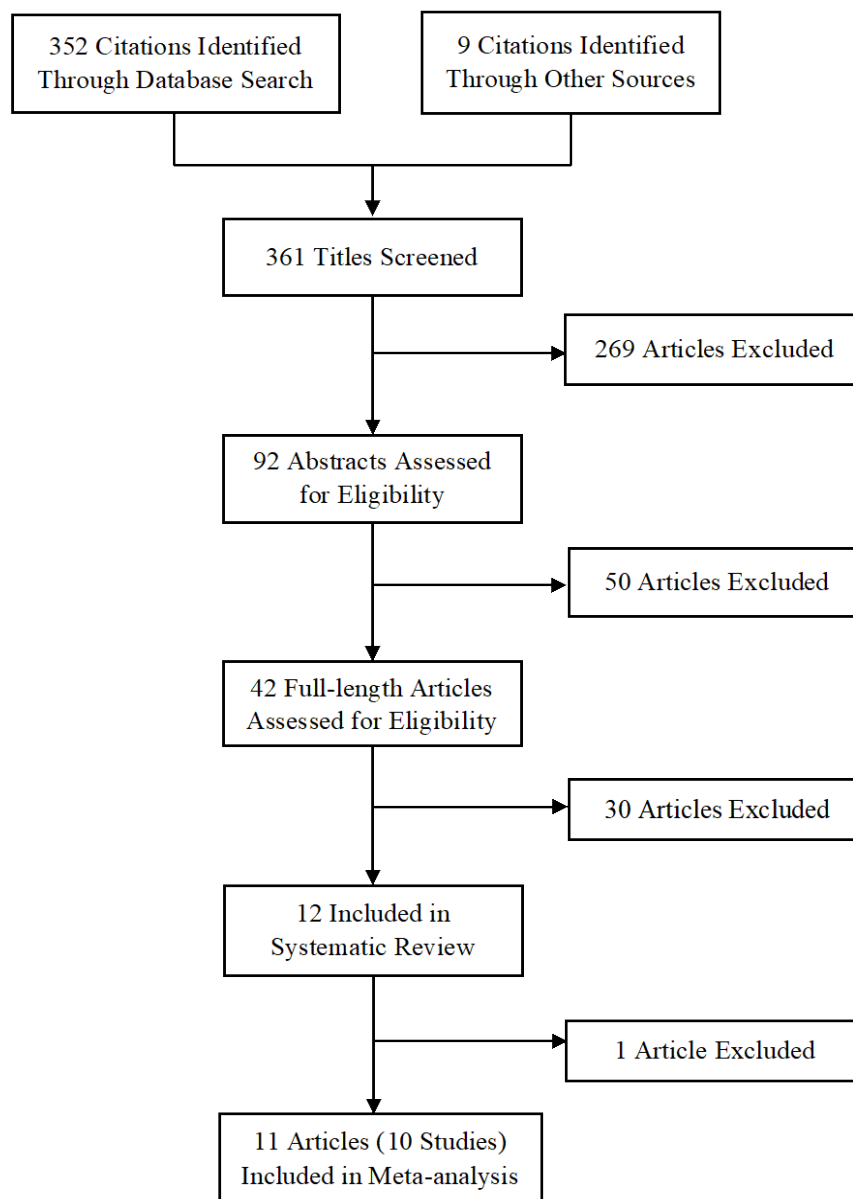 352 Citations Identified
Through Database Search
9 Citations Identified
Through Other Sources
361 Titles Screened
269 Articles Excluded
92 Abstracts Assessed
for Eligibility
50 Articles Excluded
42 Full-length Articles
Assessed for Eligibility
30 Articles Excluded
12 Included in
Systematic Review
1 Article Excluded
11 Articles (10 Studies)
Included in Meta-analysis